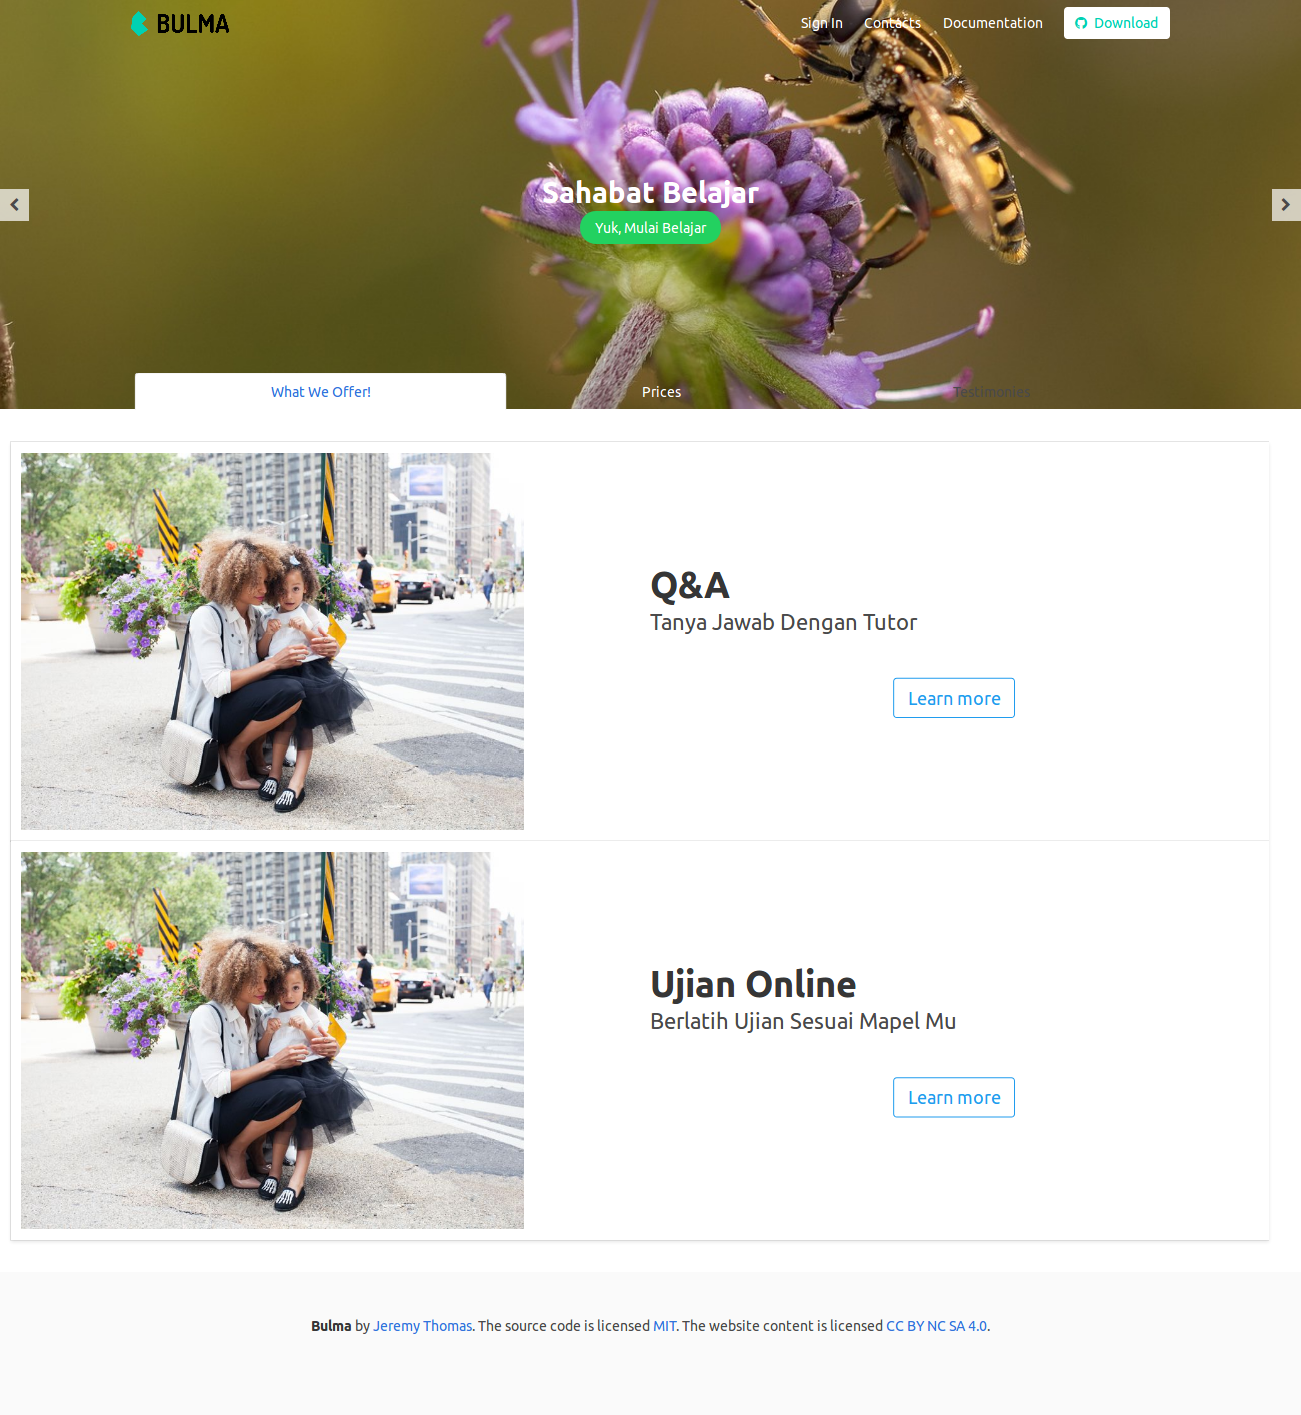 BULMA
Sign In
Contacts
Documentation
Download
Sahabat Belajar
Yuk, Mulai Belajar
What We Offer!
Prices
Testimonies
Q&A
Tanya Jawab Dengan Tutor
Learn more
Ujian Online
Berlatih Ujian Sesuai Mapel Mu
Learn more
Bulma by Jeremy Thomas. The source code is licensed MIT. The website content is licensed CC BY NC SA 4.0.